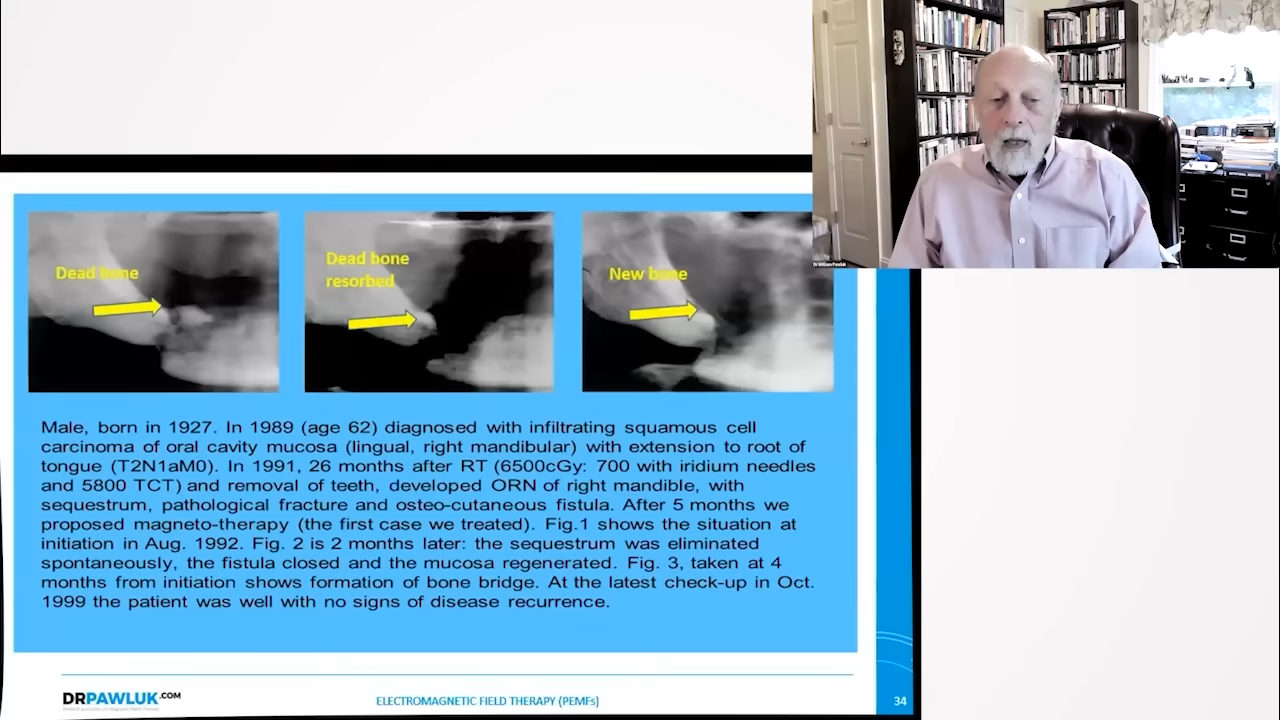 Dr William Pawluk
Dead bone
Dead bone
resorbed
New bone
Male, born in 1927. In 1989 (age 62) diagnosed with infiltrating squamous cell
carcinoma of oral cavity mucosa (lingual, right mandibular) with extension to root of
tongue (T2N1aM0). In 1991, 26 months after RT (6500cGy: 700 with iridium needles
and 5800 TCT) and removal of teeth, developed ORN of right mandible, with
sequestrum, pathological fracture and osteo-cutaneous fistula. After 5 months we
proposed magneto-therapy (the first case we treated). Fig.1 shows the situation at
initiation in Aug. 1992. Fig. 2 is 2 months later: the sequestrum was eliminated
spontaneously, the fistula closed and the mucosa regenerated. Fig. 3, taken at 4
months from initiation shows formation of bone bridge. At the latest check-up in Oct.
1999 the patient was well with no signs of disease recurrence.
DRPAWLUK.COM
ELECTROMAGNETIC FIELD THERAPY (PEMFs)
34